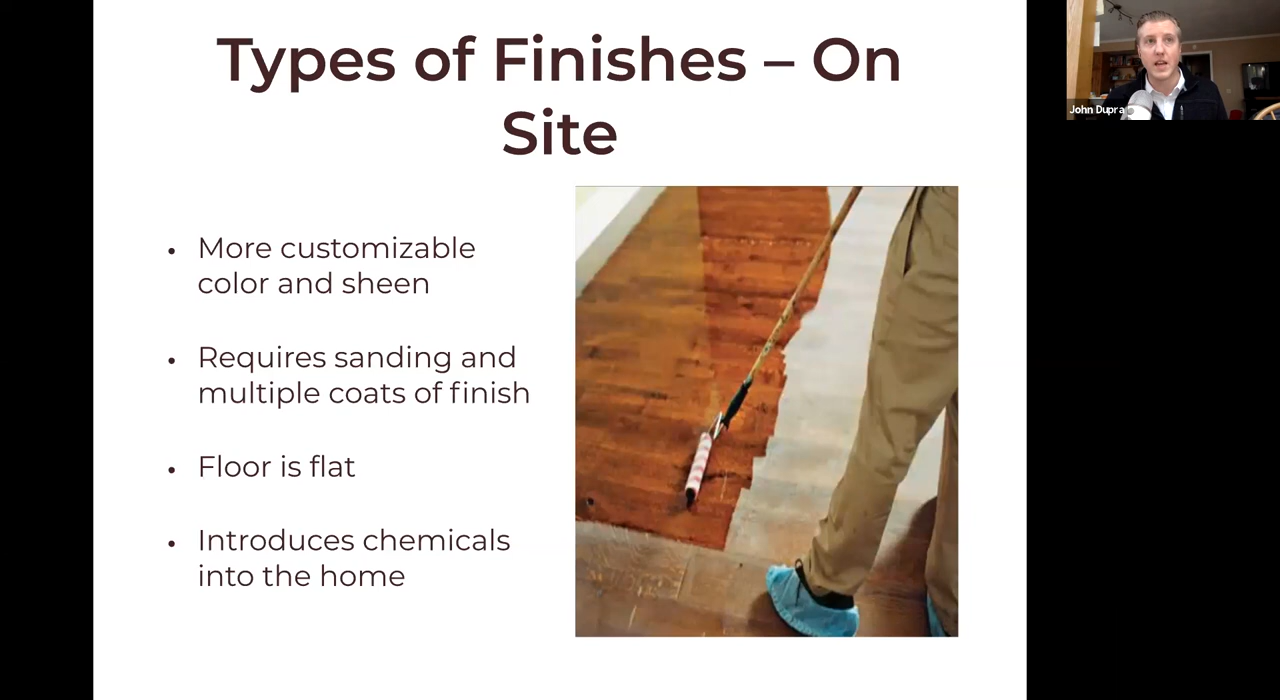 Types of Finishes – On
Site
• More customizable
color and sheen
• Requires sanding and
multiple coats of finish
• Floor is flat
• Introduces chemicals
into the home
John